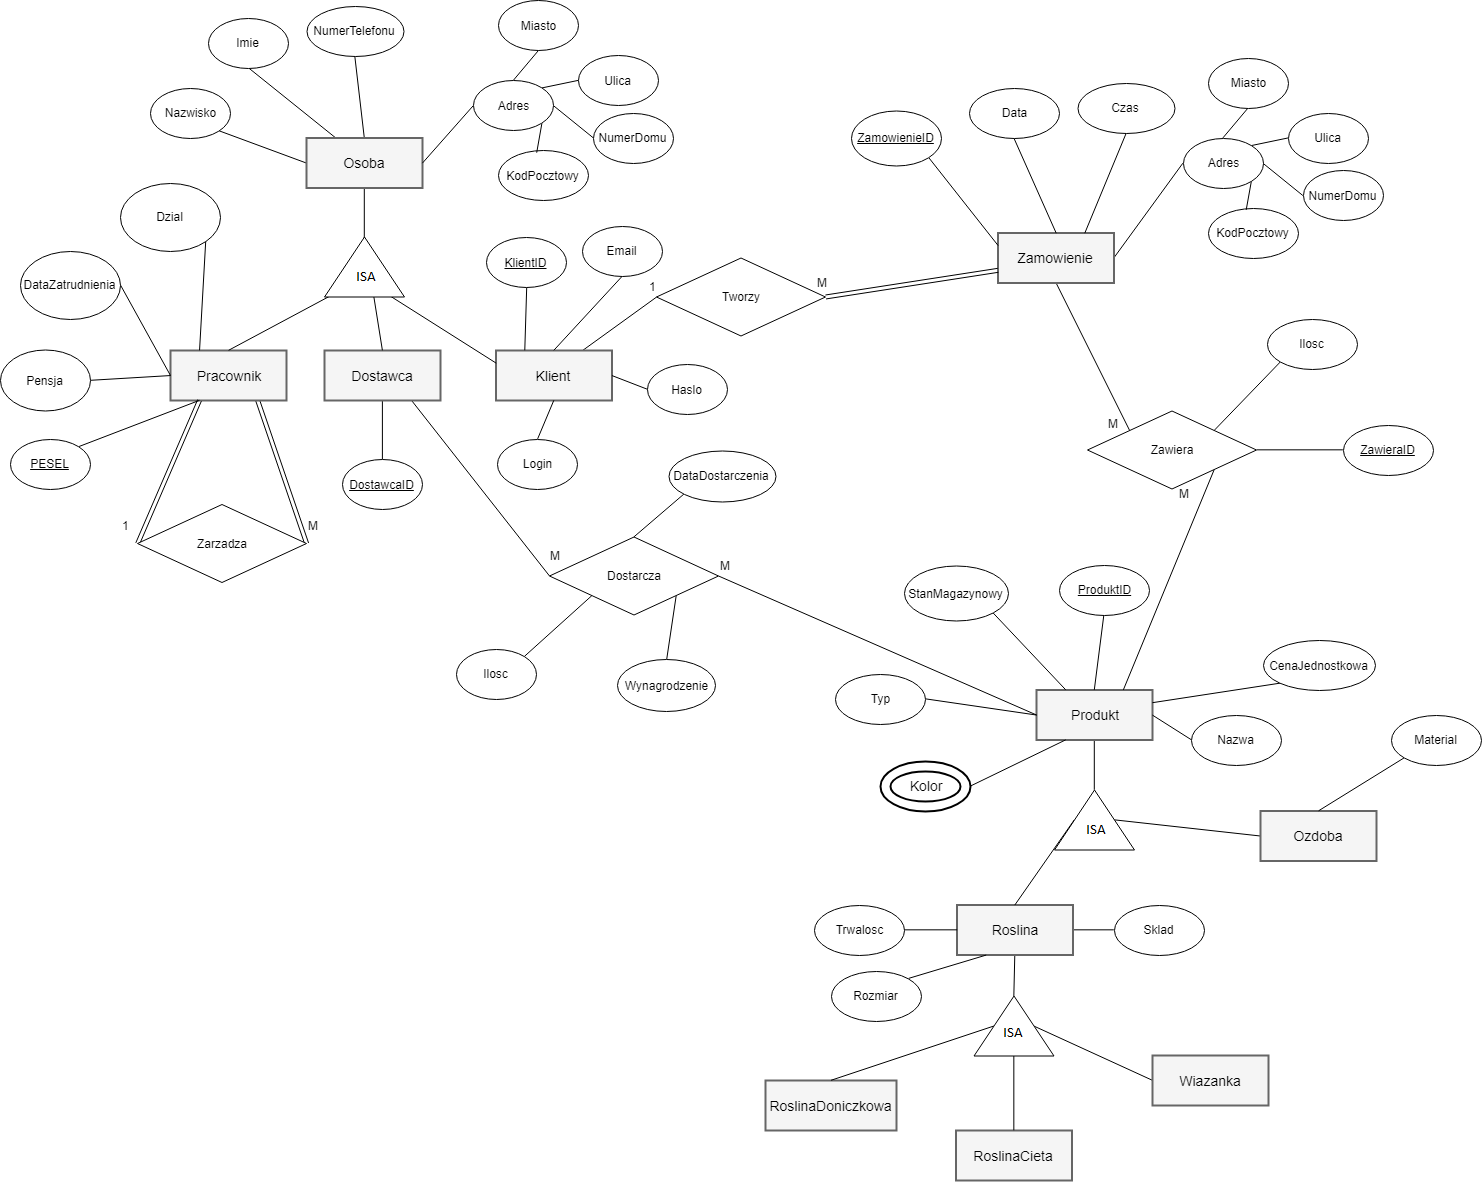 Miasto
NumerTelefonu
Imie
Ulica
Adres
Nazwisko
NumerDomu
Osoba
KodPocztowy
Miasto
Data
Czas
ZamowienieID
Ulica
Adres
NumerDomu
KodPocztowy
Zamowienie
Dzial
DataZatrudnienia
ISA
KlientID
Email
1
Tworzy
M
Pensja
Pracownik
Dostawca
Klient
Haslo
Ilosc
M
Zawiera
ZawieraID
M
PESEL
DostawcaID
Login
DataDostarczenia
1
M
Zarzadza
M
Dostarcza
M
StanMagazynowy
ProduktID
Ilosc
Wynagrodzenie
CenaJednostkowa
Typ
Produkt
Nazwa
Material
Kolor
ISA
Ozdoba
Trwalosc
Roslina
Sklad
Rozmiar
ISA
Wiazanka
RoslinaDoniczkowa
RoslinaCieta